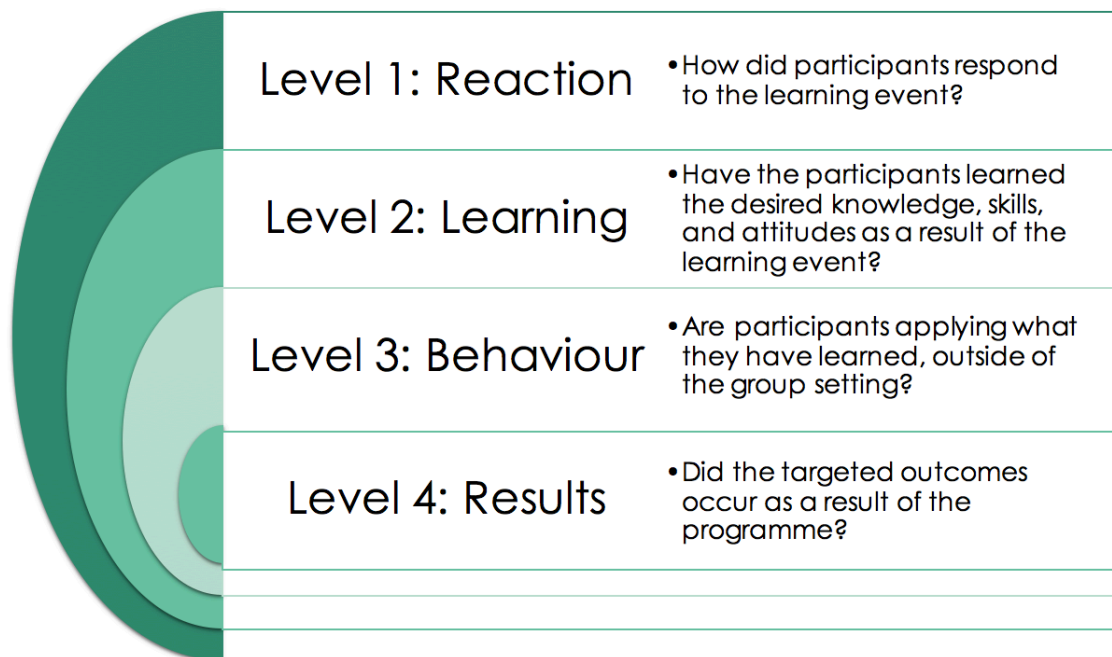 Level 1: Reaction
•How did participants respond
to the learning event?
Level 2: Learning
•Have the participants learned
the desired knowledge, skills,
and attitudes as a result of the
learning event?
Level 3: Behaviour
•Are participants applying what
they have learned, outside of
the group setting?
Level 4: Results
•Did the targeted outcomes
occur as a result of the
programme?